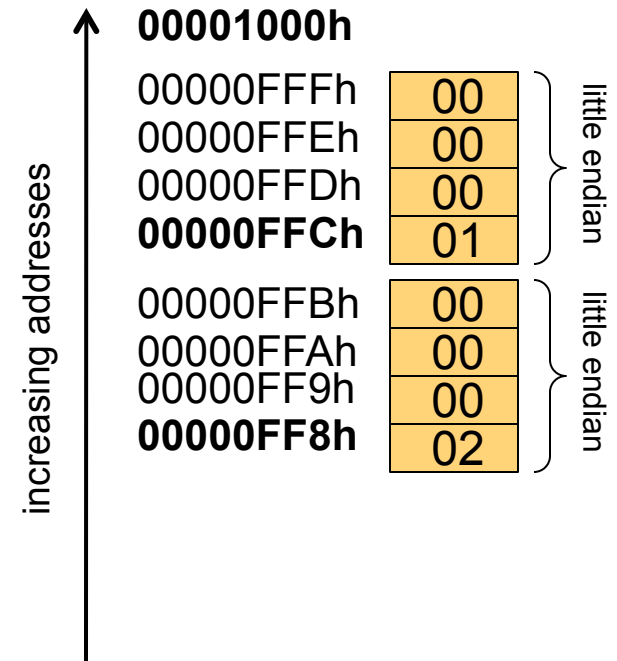 00001000h
00000FFFh 00
00000FFEh 00
00000FFDh 00
00000FFCh 01
little endian
00000FFBh 00
00000FFAh 00
00000FF9h 00
00000FF8h 02
little endian
increasing addresses